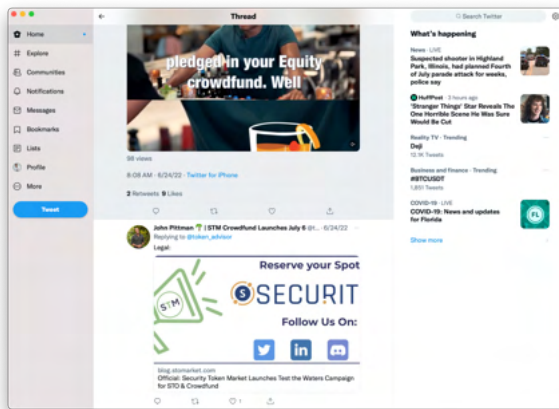 Thread
Search Twitter
Home
Explore
Communities
Notifications
Messages
Bookmarks
Lists
Profile
More
Tweet
pledged in your Equity
crowdfund. Well
98 views
8:08 AM · 6/24/22 · Twitter for iPhone
2 Retweets 9 Likes
John Pittman | STM Crowdfund Launches July 6 @t... · 6/24/22
Replying to @token_advisor
Legal:
Reserve your Spot
STM
S SECURIT
Follow Us On:
blog.stomarket.com
Official: Security Token Market Launches Test the Waters Campaign
for STO & Crowdfund
1
What's happening
News · LIVE
Suspected shooter in Highland
Park, Illinois, had planned Fourth
of July parade attack for weeks,
police say
HuffPost · 3 hours ago
'Stranger Things' Star Reveals The
One Horrible Scene He Was Sure
Would Be Cut
Reality TV · Trending
Deji
12.1K Tweets
Business and finance · Trending
#BTCUSDT
1,851 Tweets
COVID-19 · LIVE
COVID-19: News and updates
for Florida
FL
Show more